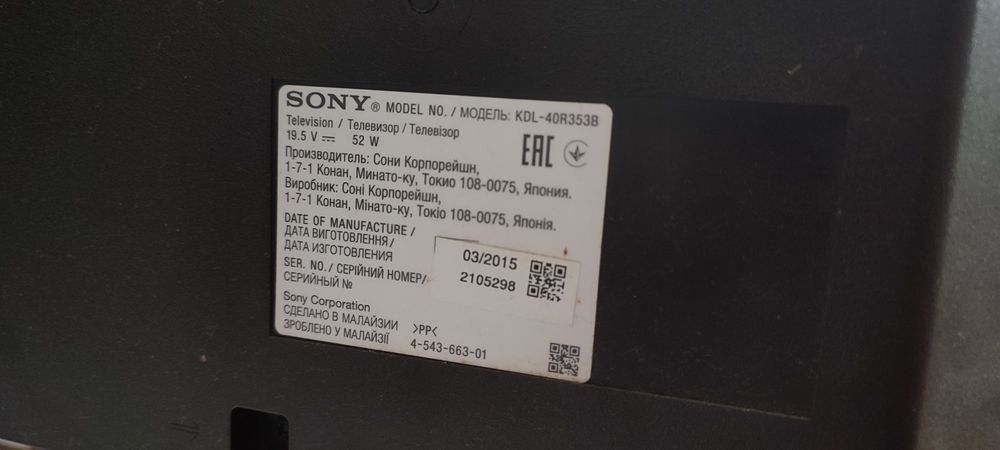 SONY® MODEL NO. / МОДЕЛЬ: KDL-40R353B
Television / Телевизор / Телевізор
19.5 V ⎓ 52 W
EAC
Производитель: Сони Корпорейшн,
1-7-1 Конан, Минато-ку, Токио 108-0075, Япония.
Виробник: Соні Корпорейшн,
1-7-1 Конан, Мінато-ку, Токіо 108-0075, Японія.
DATE OF MANUFACTURE /
ДАТА ВИГОТОВЛЕННЯ /
ДАТА ИЗГОТОВЛЕНИЯ
03/2015
SER. NO. / СЕРІЙНИЙ НОМЕР/
СЕРИЙНЫЙ №
2105298
Sony Corporation
СДЕЛАНО В МАЛАЙЗИИ
ЗРОБЛЕНО У МАЛАЙЗІЇ
>PP<
4-543-663-01